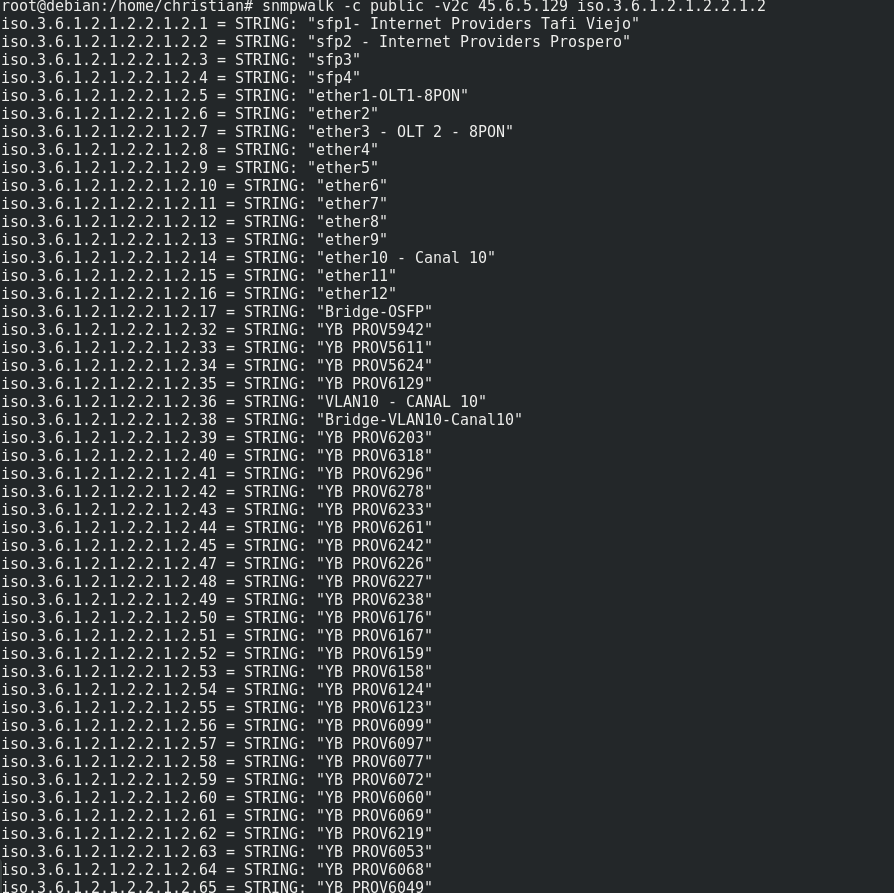 root@debian:/home/christian# snmpwalk -c public -v2c 45.6.5.129 iso.3.6.1.2.1.2.2.1.2
iso.3.6.1.2.1.2.2.1.2.1 = STRING: "sfp1- Internet Providers Tafi Viejo"
iso.3.6.1.2.1.2.2.1.2.2 = STRING: "sfp2 - Internet Providers Prospero"
iso.3.6.1.2.1.2.2.1.2.3 = STRING: "sfp3"
iso.3.6.1.2.1.2.2.1.2.4 = STRING: "sfp4"
iso.3.6.1.2.1.2.2.1.2.5 = STRING: "ether1-OLT1-8PON"
iso.3.6.1.2.1.2.2.1.2.6 = STRING: "ether2"
iso.3.6.1.2.1.2.2.1.2.7 = STRING: "ether3 - OLT 2 - 8PON"
iso.3.6.1.2.1.2.2.1.2.8 = STRING: "ether4"
iso.3.6.1.2.1.2.2.1.2.9 = STRING: "ether5"
iso.3.6.1.2.1.2.2.1.2.10 = STRING: "ether6"
iso.3.6.1.2.1.2.2.1.2.11 = STRING: "ether7"
iso.3.6.1.2.1.2.2.1.2.12 = STRING: "ether8"
iso.3.6.1.2.1.2.2.1.2.13 = STRING: "ether9"
iso.3.6.1.2.1.2.2.1.2.14 = STRING: "ether10 - Canal 10"
iso.3.6.1.2.1.2.2.1.2.15 = STRING: "ether11"
iso.3.6.1.2.1.2.2.1.2.16 = STRING: "ether12"
iso.3.6.1.2.1.2.2.1.2.17 = STRING: "Bridge-OSFP"
iso.3.6.1.2.1.2.2.1.2.32 = STRING: "YB PROV5942"
iso.3.6.1.2.1.2.2.1.2.33 = STRING: "YB PROV5611"
iso.3.6.1.2.1.2.2.1.2.34 = STRING: "YB PROV5624"
iso.3.6.1.2.1.2.2.1.2.35 = STRING: "YB PROV6129"
iso.3.6.1.2.1.2.2.1.2.36 = STRING: "VLAN10 - CANAL 10"
iso.3.6.1.2.1.2.2.1.2.38 = STRING: "Bridge-VLAN10-Canal10"
iso.3.6.1.2.1.2.2.1.2.39 = STRING: "YB PROV6203"
iso.3.6.1.2.1.2.2.1.2.40 = STRING: "YB PROV6318"
iso.3.6.1.2.1.2.2.1.2.41 = STRING: "YB PROV6296"
iso.3.6.1.2.1.2.2.1.2.42 = STRING: "YB PROV6278"
iso.3.6.1.2.1.2.2.1.2.43 = STRING: "YB PROV6233"
iso.3.6.1.2.1.2.2.1.2.44 = STRING: "YB PROV6261"
iso.3.6.1.2.1.2.2.1.2.45 = STRING: "YB PROV6242"
iso.3.6.1.2.1.2.2.1.2.47 = STRING: "YB PROV6226"
iso.3.6.1.2.1.2.2.1.2.48 = STRING: "YB PROV6227"
iso.3.6.1.2.1.2.2.1.2.49 = STRING: "YB PROV6238"
iso.3.6.1.2.1.2.2.1.2.50 = STRING: "YB PROV6176"
iso.3.6.1.2.1.2.2.1.2.51 = STRING: "YB PROV6167"
iso.3.6.1.2.1.2.2.1.2.52 = STRING: "YB PROV6159"
iso.3.6.1.2.1.2.2.1.2.53 = STRING: "YB PROV6158"
iso.3.6.1.2.1.2.2.1.2.54 = STRING: "YB PROV6124"
iso.3.6.1.2.1.2.2.1.2.55 = STRING: "YB PROV6123"
iso.3.6.1.2.1.2.2.1.2.56 = STRING: "YB PROV6099"
iso.3.6.1.2.1.2.2.1.2.57 = STRING: "YB PROV6097"
iso.3.6.1.2.1.2.2.1.2.58 = STRING: "YB PROV6077"
iso.3.6.1.2.1.2.2.1.2.59 = STRING: "YB PROV6072"
iso.3.6.1.2.1.2.2.1.2.60 = STRING: "YB PROV6060"
iso.3.6.1.2.1.2.2.1.2.61 = STRING: "YB PROV6069"
iso.3.6.1.2.1.2.2.1.2.62 = STRING: "YB PROV6219"
iso.3.6.1.2.1.2.2.1.2.63 = STRING: "YB PROV6053"
iso.3.6.1.2.1.2.2.1.2.64 = STRING: "YB PROV6068"
iso.3.6.1.2.1.2.2.1.2.65 = STRING: "YB PROV6049"